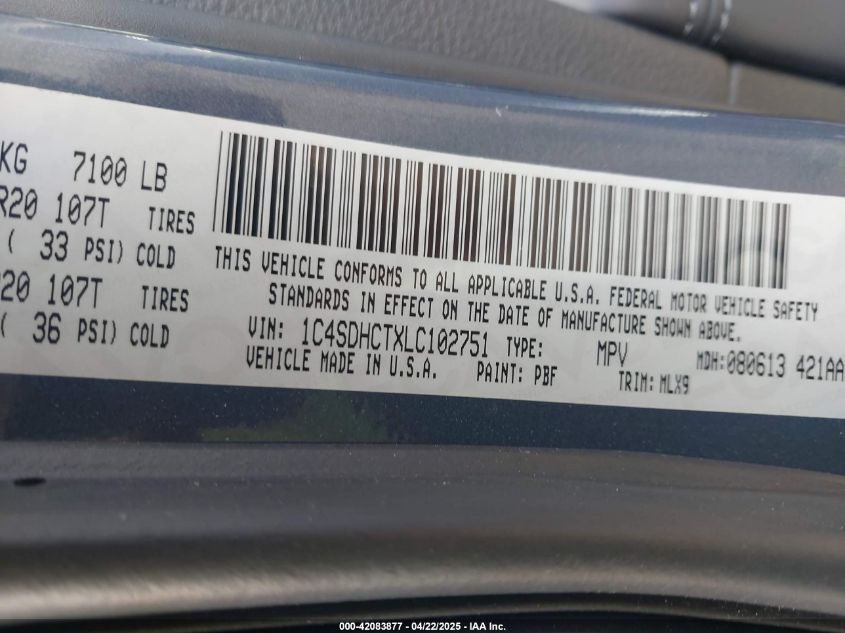 KG 7100 LB
R20 107T TIRES
( 33 PSI) COLD
R20 107T TIRES
( 36 PSI) COLD
THIS VEHICLE CONFORMS TO ALL APPLICABLE U.S.A. FEDERAL MOTOR VEHICLE SAFETY
STANDARDS IN EFFECT ON THE DATE OF MANUFACTURE SHOWN ABOVE.
VIN: 1C4SDHCTXLC102751 TYPE: MPV MDH:080613 421AA
VEHICLE MADE IN U.S.A. PAINT: PBF TRIM: MLX9
000-42083877 - 04/22/2025 - IAA Inc.